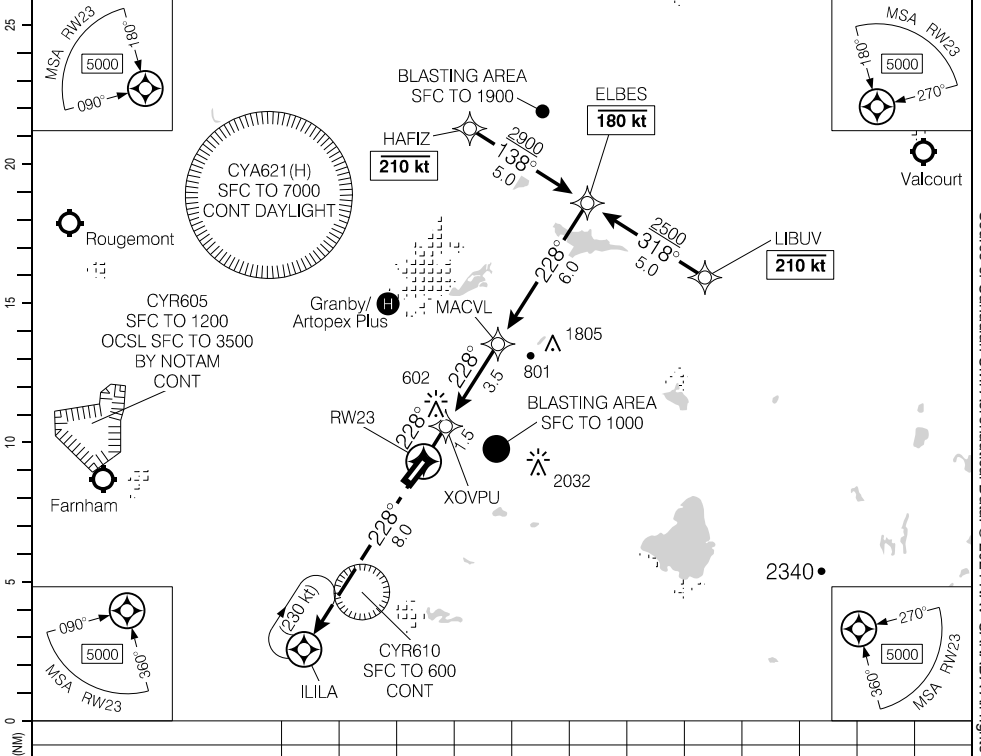 25
20
15
10
5
0
(NM)
MSA RW23
5000
180°
090°
MSA RW23
5000
180°
270°
BLASTING AREA
SFC TO 1900
ELBES
180 kt
HAFIZ
210 kt
2900
138°
5.0
CYA621(H)
SFC TO 7000
CONT DAYLIGHT
Valcourt
Rougemont
2500
318°
5.0
LIBUV
210 kt
228°
6.0
CYR605
SFC TO 1200
OCSL SFC TO 3500
BY NOTAM
CONT
Granby/
Artopex Plus
H
MACVL
1805
801
228°
3.5
602
BLASTING AREA
SFC TO 1000
RW23
228°
1.5
2032
XOVPU
Farnham
228°
8.0
2340
(230 kt)
CYR610
SFC TO 600
CONT
ILILA
090°
360°
5000
MSA RW23
270°
360°
5000
MSA RW23